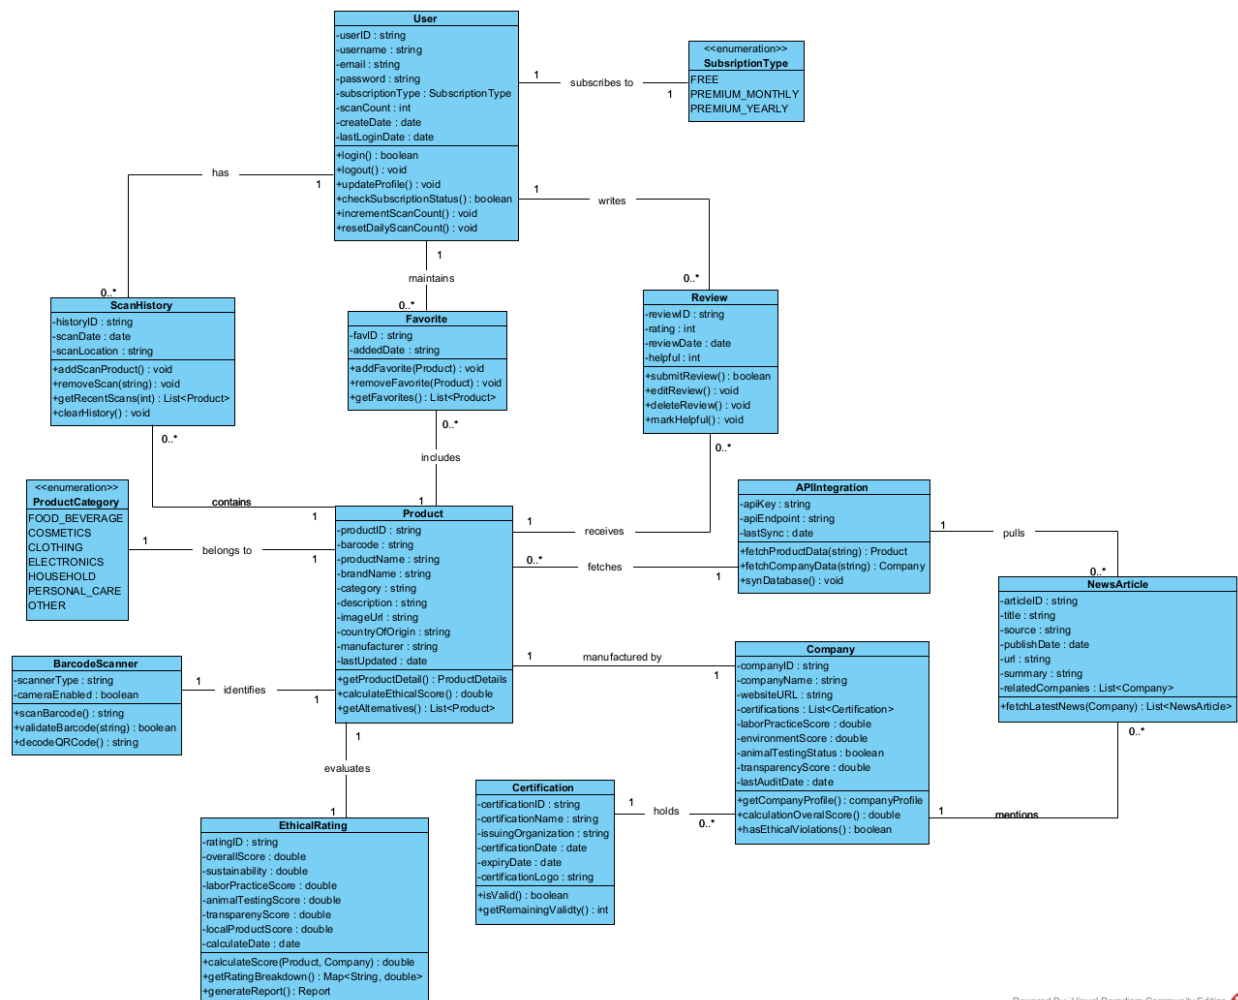 User
-userID : string
-username : string
-email : string
-password : string
-subscriptionType : SubscriptionType
-scanCount : int
-createDate : date
-lastLoginDate : date
+login() : boolean
+logout() : void
+updateProfile() : void
+checkSubscriptionStatus() : boolean
+incrementScanCount() : void
+resetDailyScanCount() : void
1
subscribes to
1
<<enumeration>>
SubsriptionType
FREE
PREMIUM_MONTHLY
PREMIUM_YEARLY
has
1
0..*
1
maintains
0..*
1
writes
0..*
ScanHistory
-historyID : string
-scanDate : date
-scanLocation : string
+addScanProduct() : void
+removeScan(string) : void
+getRecentScans(int) : List<Product>
+clearHistory() : void
0..*
contains
1
Favorite
-favID : string
-addedDate : string
+addFavorite(Product) : void
+removeFavorite(Product) : void
+getFavorites() : List<Product>
0..*
includes
1
Review
-reviewID : string
-rating : int
-reviewDate : date
-helpful : int
+submitReview() : boolean
+editReview() : void
+deleteReview() : void
+markHelpful() : void
0..*
receives
1
<<enumeration>>
ProductCategory
FOOD_BEVERAGE
COSMETICS
CLOTHING
ELECTRONICS
HOUSEHOLD
PERSONAL_CARE
OTHER
1
belongs to
1
Product
-productID : string
-barcode : string
-productName : string
-brandName : string
-category : string
-description : string
-imageUrl : string
-countryOfOrigin : string
-manufacturer : string
-lastUpdated : date
+getProductDetail() : ProductDetails
+calculateEthicalScore() : double
+getAlternatives() : List<Product>
0..*
fetches
1
APIIntegration
-apiKey : string
-apiEndpoint : string
-lastSync : date
+fetchProductData(string) : Product
+fetchCompanyData(string) : Company
+synDatabase() : void
1
pulls
0..*
NewsArticle
-articleID : string
-title : string
-source : string
-publishDate : date
-url : string
-summary : string
-relatedCompanies : List<Company>
+fetchLatestNews(Company) : List<NewsArticle>
0..*
mentions
1
1
manufactured by
1
Company
-companyID : string
-companyName : string
-websiteURL : string
-certifications : List<Certification>
-laborPracticeScore : double
-environmentScore : double
-animalTestingStatus : boolean
-transparencyScore : double
-lastAuditDate : date
+getCompanyProfile() : companyProfile
+calculationOveralScore() : double
+hasEthicalViolations() : boolean
BarcodeScanner
-scannerType : string
-cameraEnabled : boolean
+scanBarcode() : string
+validateBarcode(string) : boolean
+decodeQRCode() : string
1
identifies
1
1
evaluates
1
Certification
-certificationID : string
-certificationName : string
-issuingOrganization : string
-certificationDate : date
-expiryDate : date
-certificationLogo : string
+isValid() : boolean
+getRemainingValidty() : int
1
holds
0..*
EthicalRating
-ratingID : string
-overallScore : double
-sustainability : double
-laborPracticeScore : double
-animalTestingScore : double
-transparenyScore : double
-localProductScore : double
-calculateDate : date
+calculateScore(Product, Company) : double
+getRatingBreakdown() : Map<String, double>
+generateReport() : Report